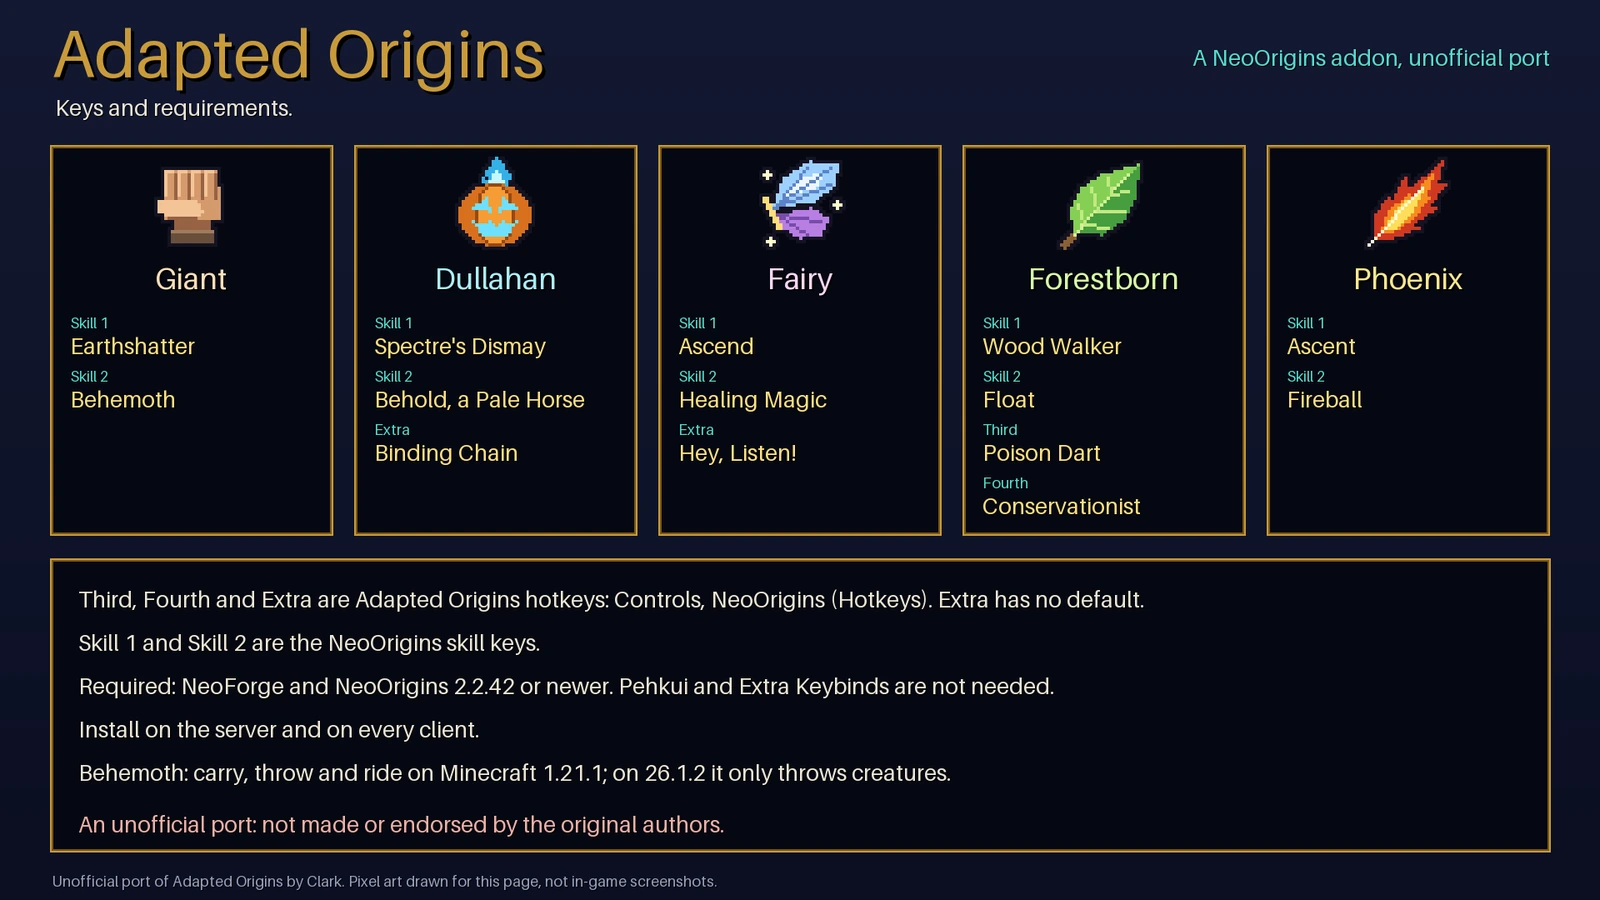 Adapted Origins
A NeoOrigins addon, unofficial port
Keys and requirements.
Giant
Skill 1
Earthshatter
Skill 2
Behemoth
Dullahan
Skill 1
Spectre's Dismay
Skill 2
Behold, a Pale Horse
Extra
Binding Chain
Fairy
Skill 1
Ascend
Skill 2
Healing Magic
Extra
Hey, Listen!
Forestborn
Skill 1
Wood Walker
Skill 2
Float
Third
Poison Dart
Fourth
Conservationist
Phoenix
Skill 1
Ascent
Skill 2
Fireball
Third, Fourth and Extra are Adapted Origins hotkeys: Controls, NeoOrigins (Hotkeys). Extra has no default.
Skill 1 and Skill 2 are the NeoOrigins skill keys.
Required: NeoForge and NeoOrigins 2.2.42 or newer. Pehkui and Extra Keybinds are not needed.
Install on the server and on every client.
Behemoth: carry, throw and ride on Minecraft 1.21.1; on 26.1.2 it only throws creatures.
An unofficial port: not made or endorsed by the original authors.
Unofficial port of Adapted Origins by Clark. Pixel art drawn for this page, not in-game screenshots.